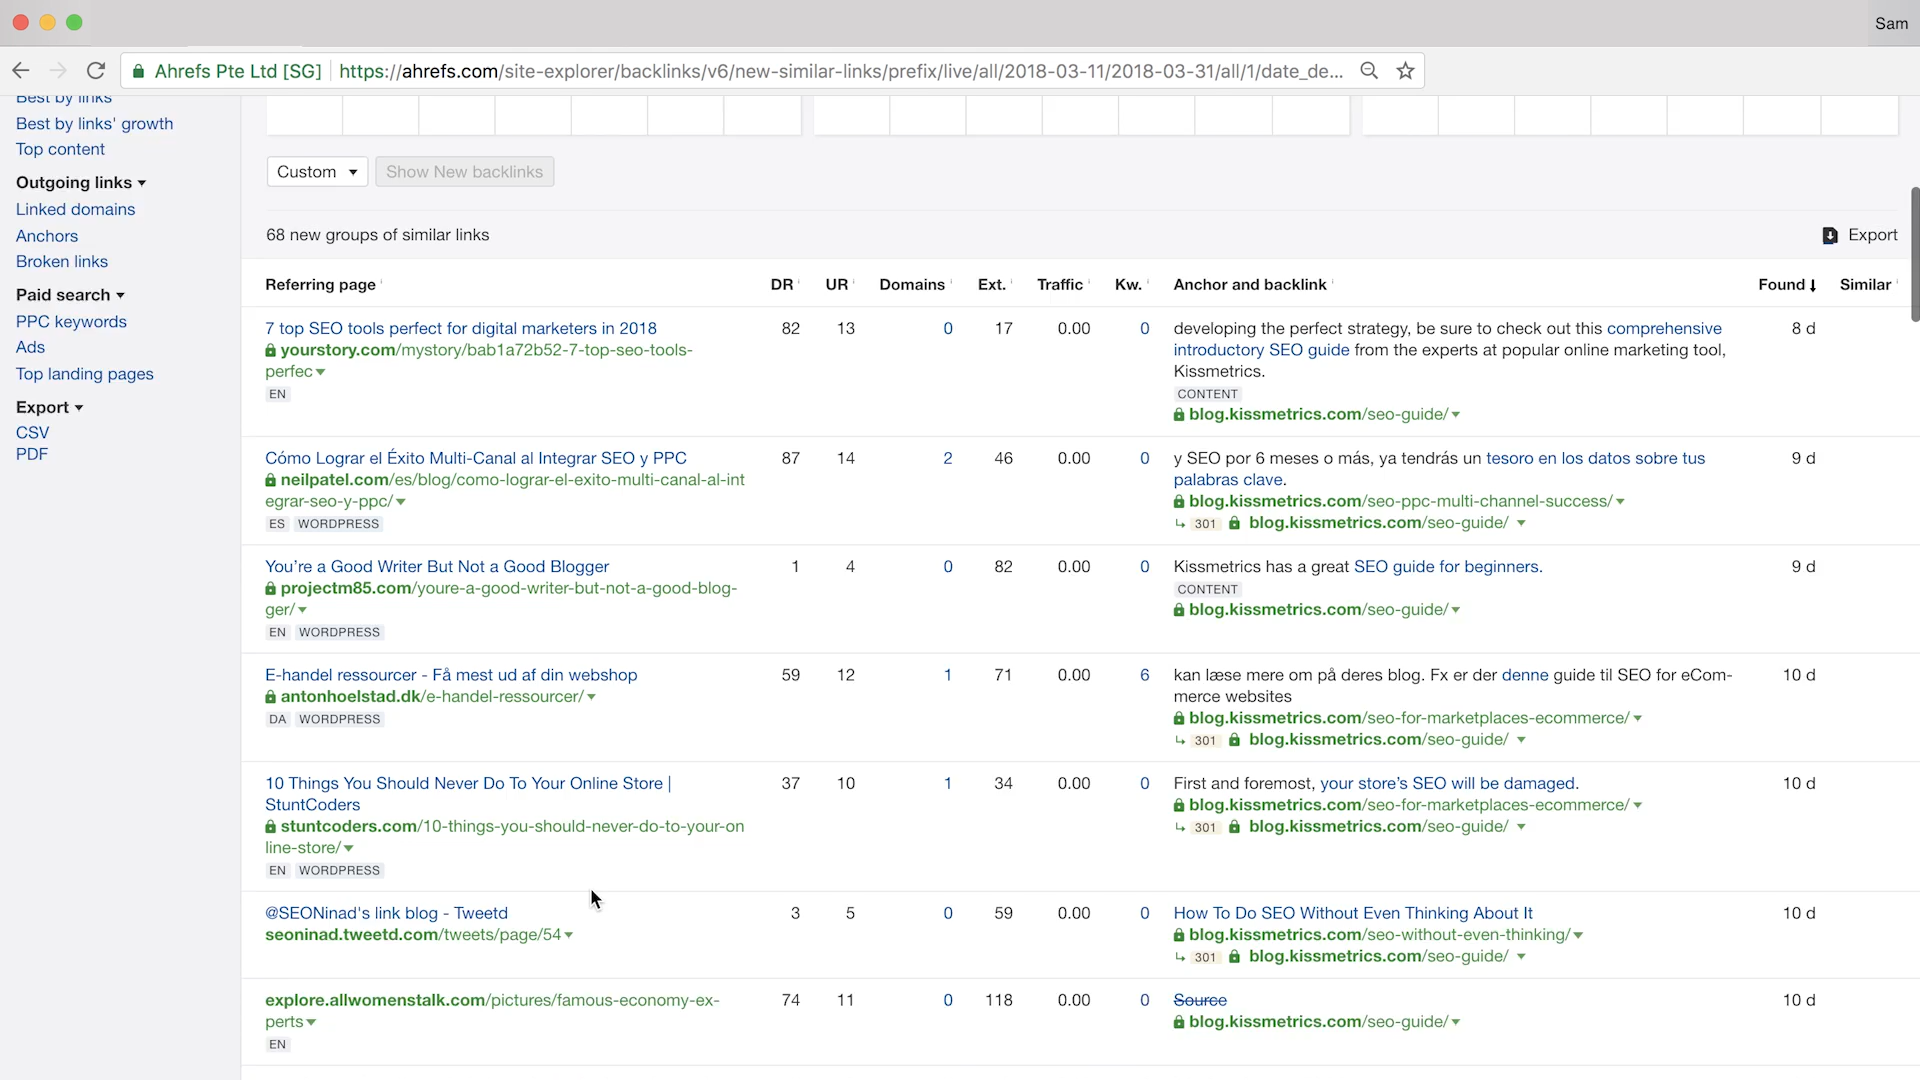 Sam
Ahrefs Pte Ltd [SG] https://ahrefs.com/site-explorer/backlinks/v6/new-similar-links/prefix/live/all/2018-03-11/2018-03-31/all/1/date_de...
Best by links
Best by links' growth
Top content
Outgoing links
Linked domains
Anchors
Broken links
Paid search
PPC keywords
Ads
Top landing pages
Export
CSV
PDF
Custom Show New backlinks
68 new groups of similar links Export
Referring page DR UR Domains Ext. Traffic Kw. Anchor and backlink Found Similar
7 top SEO tools perfect for digital marketers in 2018 82 13 0 17 0.00 0 developing the perfect strategy, be sure to check out this comprehensive 8 d
yourstory.com/mystory/bab1a72b52-7-top-seo-tools- introductory SEO guide from the experts at popular online marketing tool,
perfec Kissmetrics.
EN CONTENT
blog.kissmetrics.com/seo-guide/
Cómo Lograr el Éxito Multi-Canal al Integrar SEO y PPC 87 14 2 46 0.00 0 y SEO por 6 meses o más, ya tendrás un tesoro en los datos sobre tus 9 d
neilpatel.com/es/blog/como-lograr-el-exito-multi-canal-al-int palabras clave.
egrar-seo-y-ppc/ blog.kissmetrics.com/seo-ppc-multi-channel-success/
ES WORDPRESS 301 blog.kissmetrics.com/seo-guide/
You're a Good Writer But Not a Good Blogger 1 4 0 82 0.00 0 Kissmetrics has a great SEO guide for beginners. 9 d
projectm85.com/youre-a-good-writer-but-not-a-good-blog- CONTENT
ger/ blog.kissmetrics.com/seo-guide/
EN WORDPRESS
E-handel ressourcer - Få mest ud af din webshop 59 12 1 71 0.00 6 kan læse mere om på deres blog. Fx er der denne guide til SEO for eCom- 10 d
antonhoelstad.dk/e-handel-ressourcer/ merce websites
DA WORDPRESS blog.kissmetrics.com/seo-for-marketplaces-ecommerce/
301 blog.kissmetrics.com/seo-guide/
10 Things You Should Never Do To Your Online Store | 37 10 1 34 0.00 0 First and foremost, your store's SEO will be damaged. 10 d
StuntCoders blog.kissmetrics.com/seo-for-marketplaces-ecommerce/
stuntcoders.com/10-things-you-should-never-do-to-your-on 301 blog.kissmetrics.com/seo-guide/
line-store/
EN WORDPRESS
@SEONinad's link blog - Tweetd 3 5 0 59 0.00 0 How To Do SEO Without Even Thinking About It 10 d
seoninad.tweetd.com/tweets/page/54 blog.kissmetrics.com/seo-without-even-thinking/
301 blog.kissmetrics.com/seo-guide/
explore.allwomenstalk.com/pictures/famous-economy-ex- 74 11 0 118 0.00 0 Source 10 d
perts blog.kissmetrics.com/seo-guide/
EN